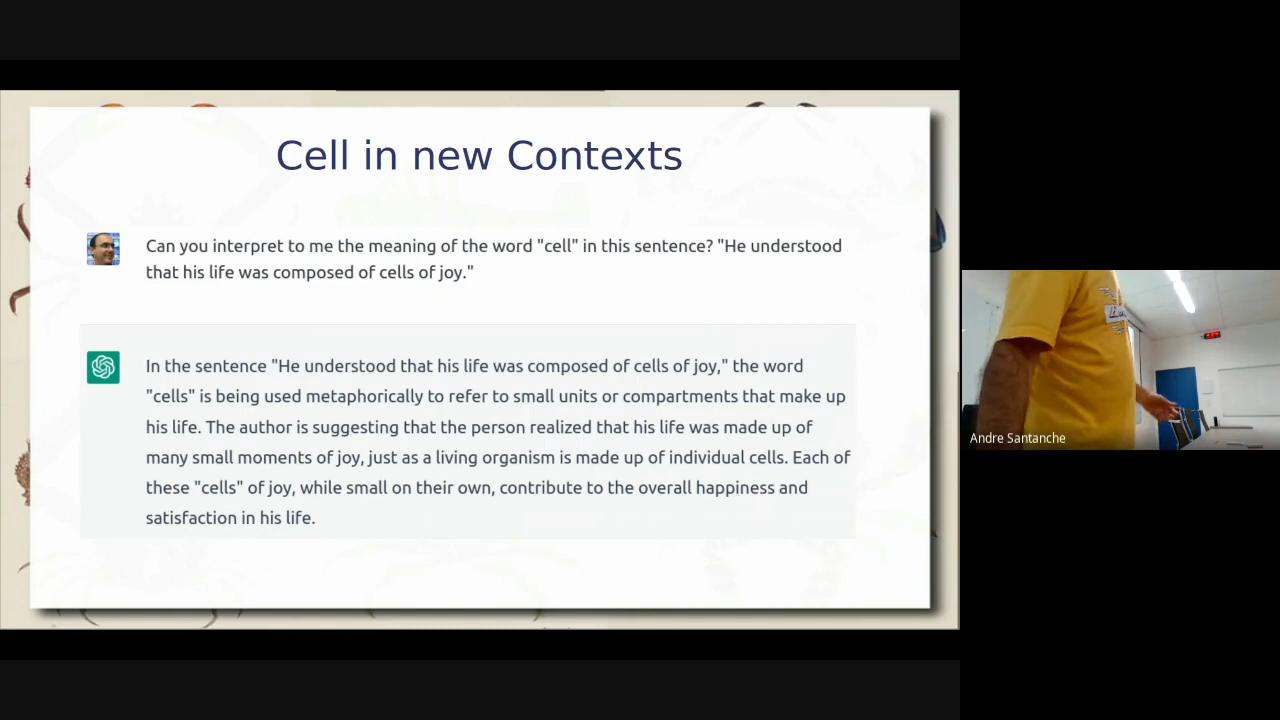 Cell in new Contexts
Can you interpret to me the meaning of the word "cell" in this sentence? "He understood
that his life was composed of cells of joy."
In the sentence "He understood that his life was composed of cells of joy," the word
"cells" is being used metaphorically to refer to small units or compartments that make up
his life. The author is suggesting that the person realized that his life was made up of
many small moments of joy, just as a living organism is made up of individual cells. Each of
these "cells" of joy, while small on their own, contribute to the overall happiness and
satisfaction in his life.
Andre Santanche